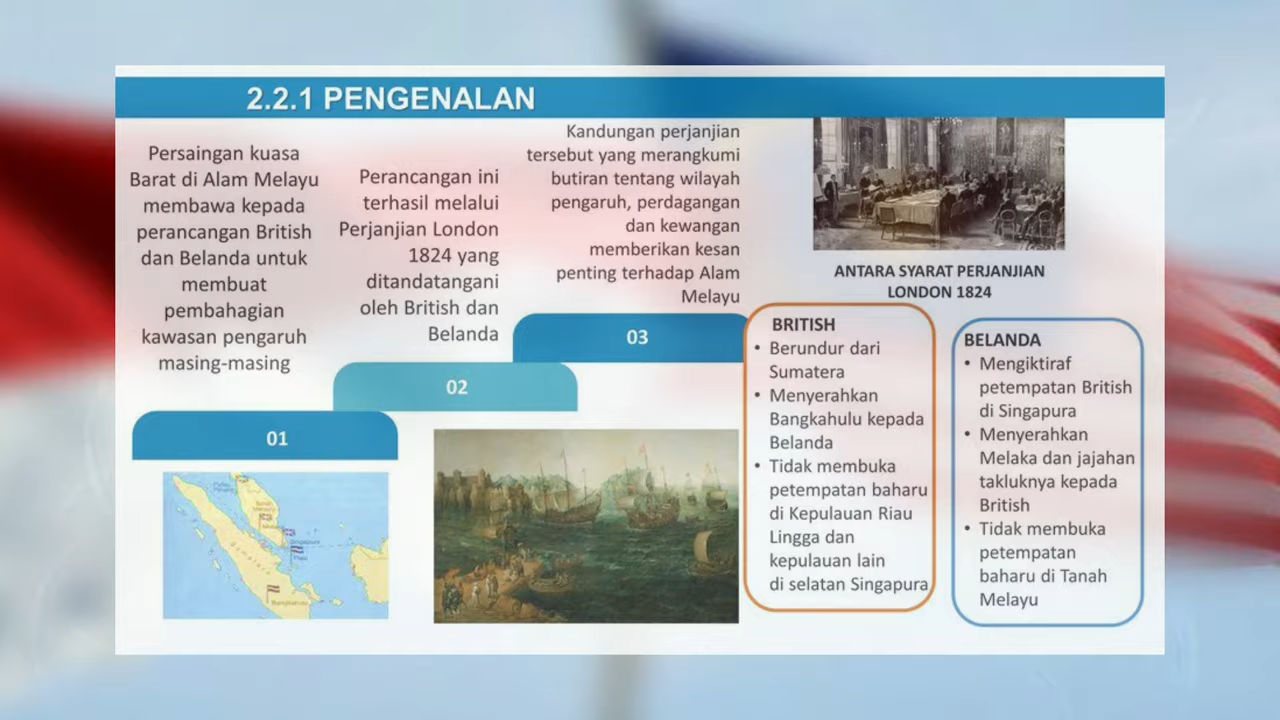 2.2.1 PENGENALAN
Persaingan kuasa
Barat di Alam Melayu
membawa kepada
perancangan British
dan Belanda untuk
membuat
pembahagian
kawasan pengaruh
masing-masing
01
Perancangan ini
terhasil melalui
Perjanjian London
1824 yang
ditandatangani
oleh British dan
Belanda
02
Kandungan perjanjian
tersebut yang merangkumi
butiran tentang wilayah
pengaruh, perdagangan
dan kewangan
memberikan kesan
penting terhadap Alam
Melayu
03
ANTARA SYARAT PERJANJIAN
LONDON 1824
BRITISH
• Berundur dari
Sumatera
• Menyerahkan
Bangkahulu kepada
Belanda
• Tidak membuka
petempatan baharu
di Kepulauan Riau
Lingga dan
kepulauan lain
di selatan Singapura
BELANDA
• Mengiktiraf
petempatan British
di Singapura
• Menyerahkan
Melaka dan jajahan
takluknya kepada
British
• Tidak membuka
petempatan
baharu di Tanah
Melayu
Sumatera
Singapura
Bangkahulu